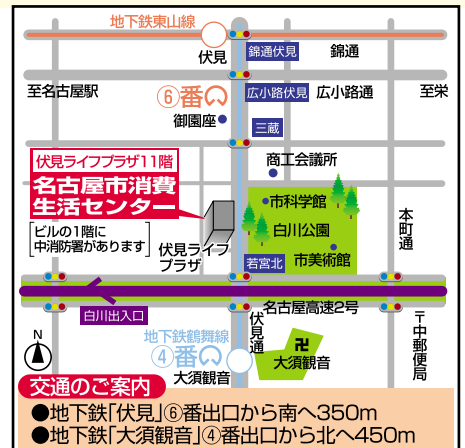 地下鉄東山線
伏見
錦通伏見
錦通
至名古屋駅
⑥番
広小路伏見
広小路通
至栄
御園座
三蔵
商工会議所
伏見ライフプラザ11階
名古屋市消費
生活センター
ビルの1階に
中消防署があります
伏見ライフ
プラザ
市科学館
白川公園
市美術館
若宮北
本町通
白川出入口
名古屋高速2号
伏見通
〒中郵便局
N
地下鉄鶴舞線
④番
大須観音
卍
大須観音
交通のご案内
●地下鉄「伏見」⑥番出口から南へ350m
●地下鉄「大須観音」④番出口から北へ450m